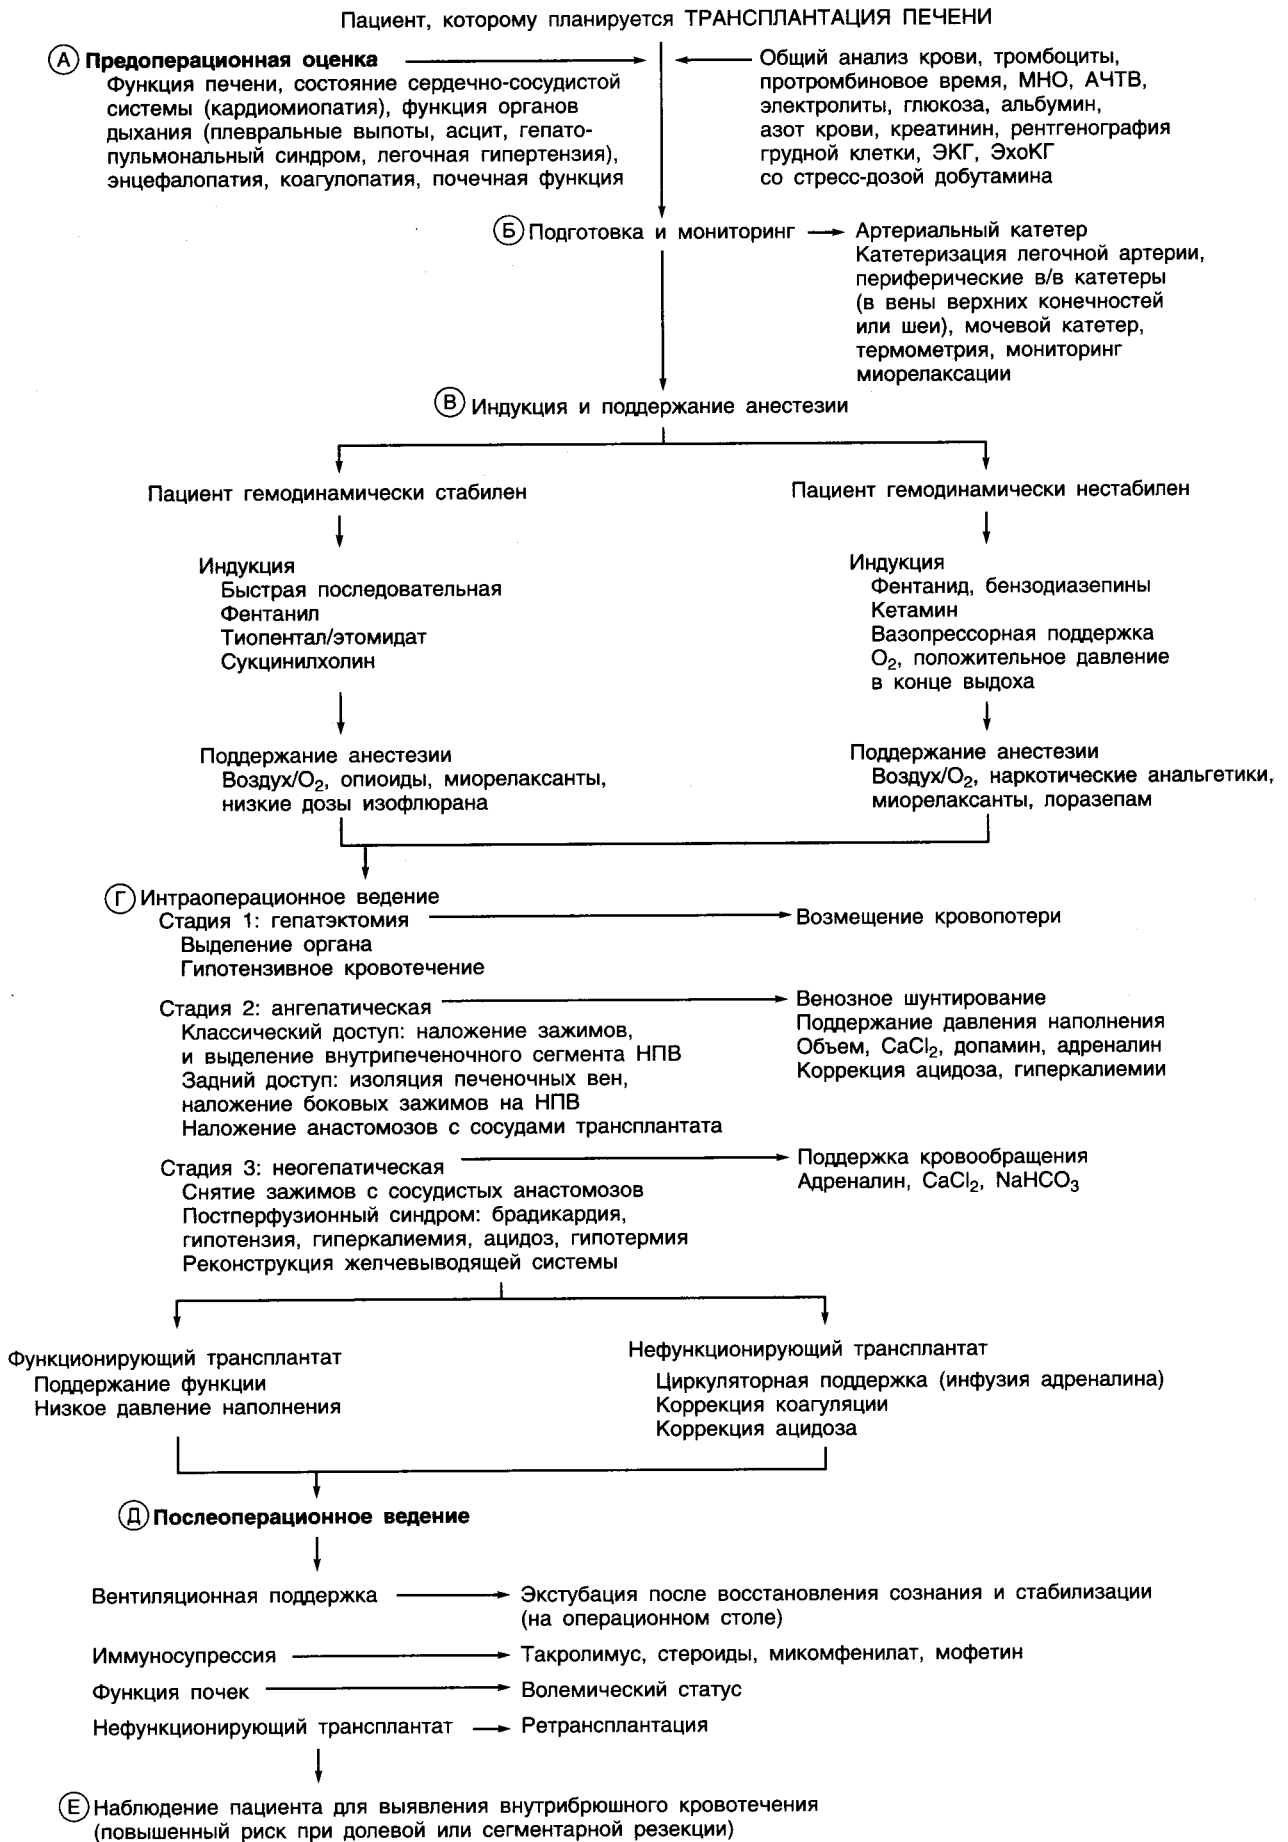 Пациент, которому планируется ТРАНСПЛАНТАЦИЯ ПЕЧЕНИ
А Предоперационная оценка
Функция печени, состояние сердечно-сосудистой
системы (кардиомиопатия), функция органов
дыхания (плевральные выпоты, асцит, гепато-
пульмональный синдром, легочная гипертензия),
энцефалопатия, коагулопатия, почечная функция
Общий анализ крови, тромбоциты,
протромбиновое время, МНО, АЧТВ,
электролиты, глюкоза, альбумин,
азот крови, креатинин, рентгенография
грудной клетки, ЭКГ, ЭхоКГ
со стресс-дозой добутамина
Б Подготовка и мониторинг
Артериальный катетер
Катетеризация легочной артерии,
периферические в/в катетеры
(в вены верхних конечностей
или шеи), мочевой катетер,
термометрия, мониторинг
миорелаксации
В Индукция и поддержание анестезии
Пациент гемодинамически стабилен
Индукция
Быстрая последовательная
Фентанил
Тиопентал/этомидат
Сукцинилхолин
Поддержание анестезии
Воздух/O₂, опиоиды, миорелаксанты,
низкие дозы изофлюрана
Пациент гемодинамически нестабилен
Индукция
Фентанид, бензодиазепины
Кетамин
Вазопрессорная поддержка
O₂, положительное давление
в конце выдоха
Поддержание анестезии
Воздух/O₂, наркотические анальгетики,
миорелаксанты, лоразепам
Г Интраоперационное ведение
Стадия 1: гепатэктомия
Выделение органа
Гипотензивное кровотечение
Возмещение кровопотери
Стадия 2: ангепатическая
Классический доступ: наложение зажимов,
и выделение внутрипеченочного сегмента НПВ
Задний доступ: изоляция печеночных вен,
наложение боковых зажимов на НПВ
Наложение анастомозов с сосудами трансплантата
Венозное шунтирование
Поддержание давления наполнения
Объем, CaCl₂, допамин, адреналин
Коррекция ацидоза, гиперкалиемии
Стадия 3: неогепатическая
Снятие зажимов с сосудистых анастомозов
Постперфузионный синдром: брадикардия,
гипотензия, гиперкалиемия, ацидоз, гипотермия
Реконструкция желчевыводящей системы
Поддержка кровообращения
Адреналин, CaCl₂, NaHCO₃
Функционирующий трансплантат
Поддержание функции
Низкое давление наполнения
Нефункционирующий трансплантат
Циркуляторная поддержка (инфузия адреналина)
Коррекция коагуляции
Коррекция ацидоза
Д Послеоперационное ведение
Вентиляционная поддержка
Экстубация после восстановления сознания и стабилизации
(на операционном столе)
Иммуносупрессия
Такролимус, стероиды, микомфенилат, мофетин
Функция почек
Волемический статус
Нефункционирующий трансплантат
Ретрансплантация
Е Наблюдение пациента для выявления внутрибрюшного кровотечения
(повышенный риск при долевой или сегментарной резекции)